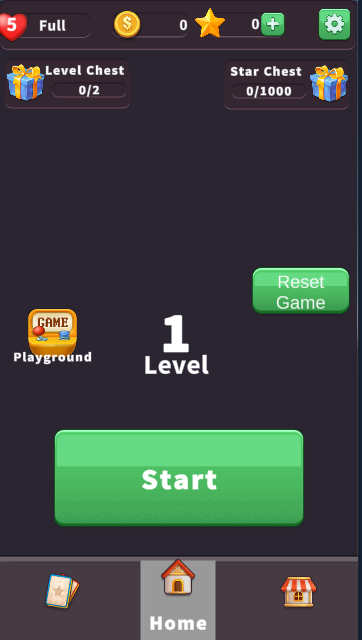 5 Full 0 0
Level Chest
0/2
Star Chest
0/1000
Reset
Game
GAME
Playground
1
Level
Start
Home